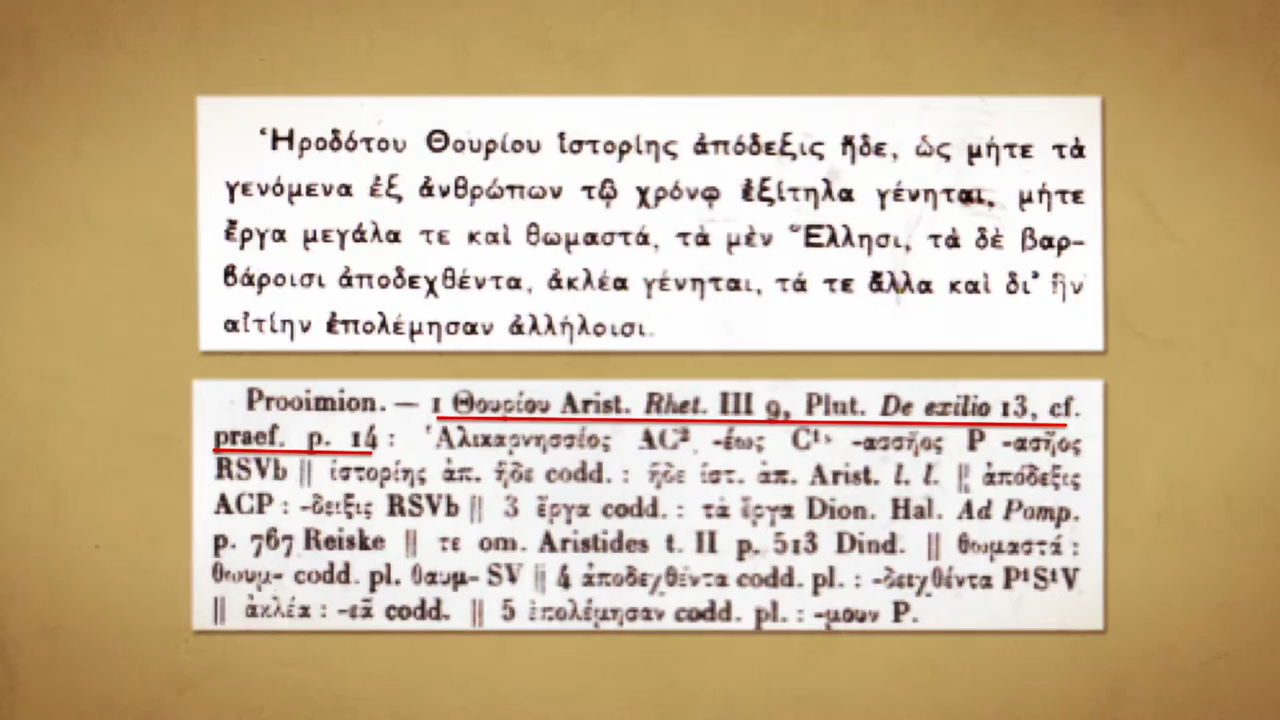 Ἡροδότου Θουρίου ἱστορίης ἀπόδεξις ἥδε, ὡς μήτε τὰ
γενόμενα ἐξ ἀνθρώπων τῷ χρόνῳ ἐξίτηλα γένηται, μήτε
ἔργα μεγάλα τε καὶ θωμαστά, τὰ μὲν Ἕλλησι, τὰ δὲ βαρ-
βάροισι ἀποδεχθέντα, ἀκλέα γένηται, τά τε ἄλλα καὶ δι' ἣν
αἰτίην ἐπολέμησαν ἀλλήλοισι.
Prooimion. — 1 Θουρίου Arist. Rhet. III 9, Plut. De exilio 13, cf.
praef. p. 14 : Ἁλικαρνησσέος AC². -έως C¹ -ασσῆος P -ασῆος
RSVb || ἱστορίης ἀπ. ἥδε codd. : ἥδε ἱστ. ἀπ. Arist. l. l. || ἀπόδεξις
ACP : -δειξις RSVb || 3 ἔργα codd. : τὰ ἔργα Dion. Hal. Ad Pomp.
p. 767 Reiske || τε om. Aristides t. II p. 513 Dind. || θωμαστά :
θωυμ- codd. pl. θαυμ- SV || 4 ἀποδεχθέντα codd. pl. : -δειχθέντα P¹S¹V
|| ἀκλέα : -εᾶ codd. || 5 ἐπολέμησαν codd. pl. : -μουν P.